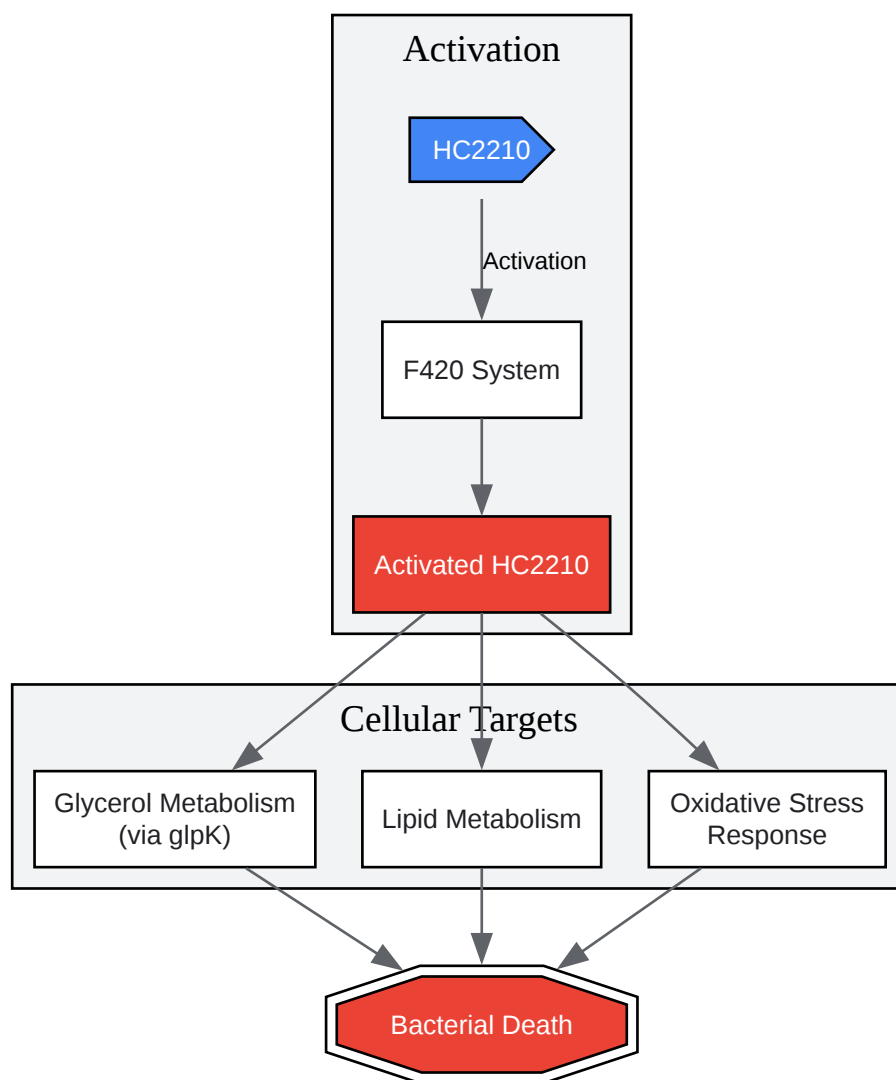 Activation
HC2210
Activation
F420 System
Activated HC2210
Cellular Targets
Glycerol Metabolism
(via glpK)
Lipid Metabolism
Oxidative Stress
Response
Bacterial Death